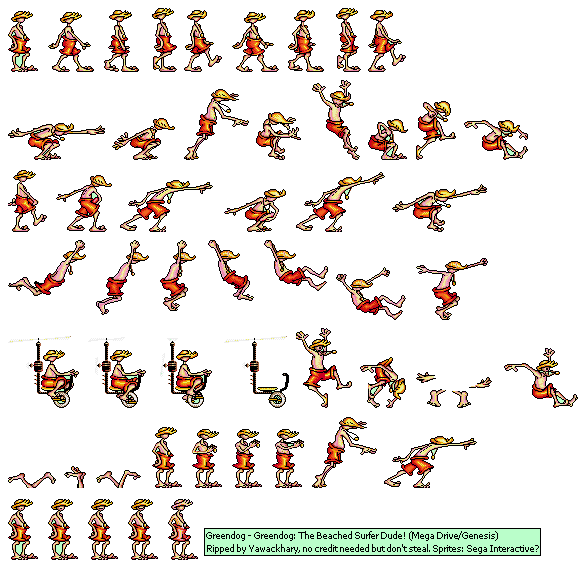 Greendog - Greendog: The Beached Surfer Dude! (Mega Drive/Genesis)
Ripped by Yawackhary, no credit needed but don't steal. Sprites: Sega Interactive?